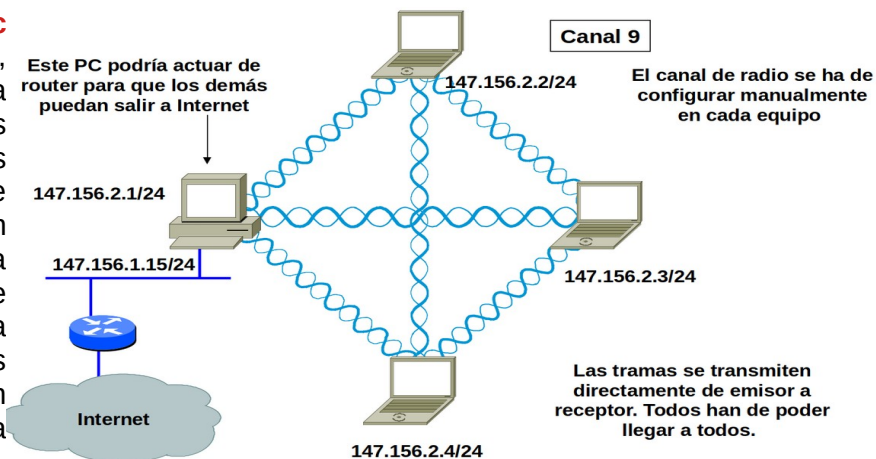 Este PC podría actuar de
router para que los demás
puedan salir a Internet
Canal 9
147.156.2.2/24
El canal de radio se ha de
configurar manualmente
en cada equipo
147.156.2.1/24
147.156.1.15/24
147.156.2.3/24
Internet
Las tramas se transmiten
directamente de emisor a
receptor. Todos han de poder
llegar a todos.
147.156.2.4/24